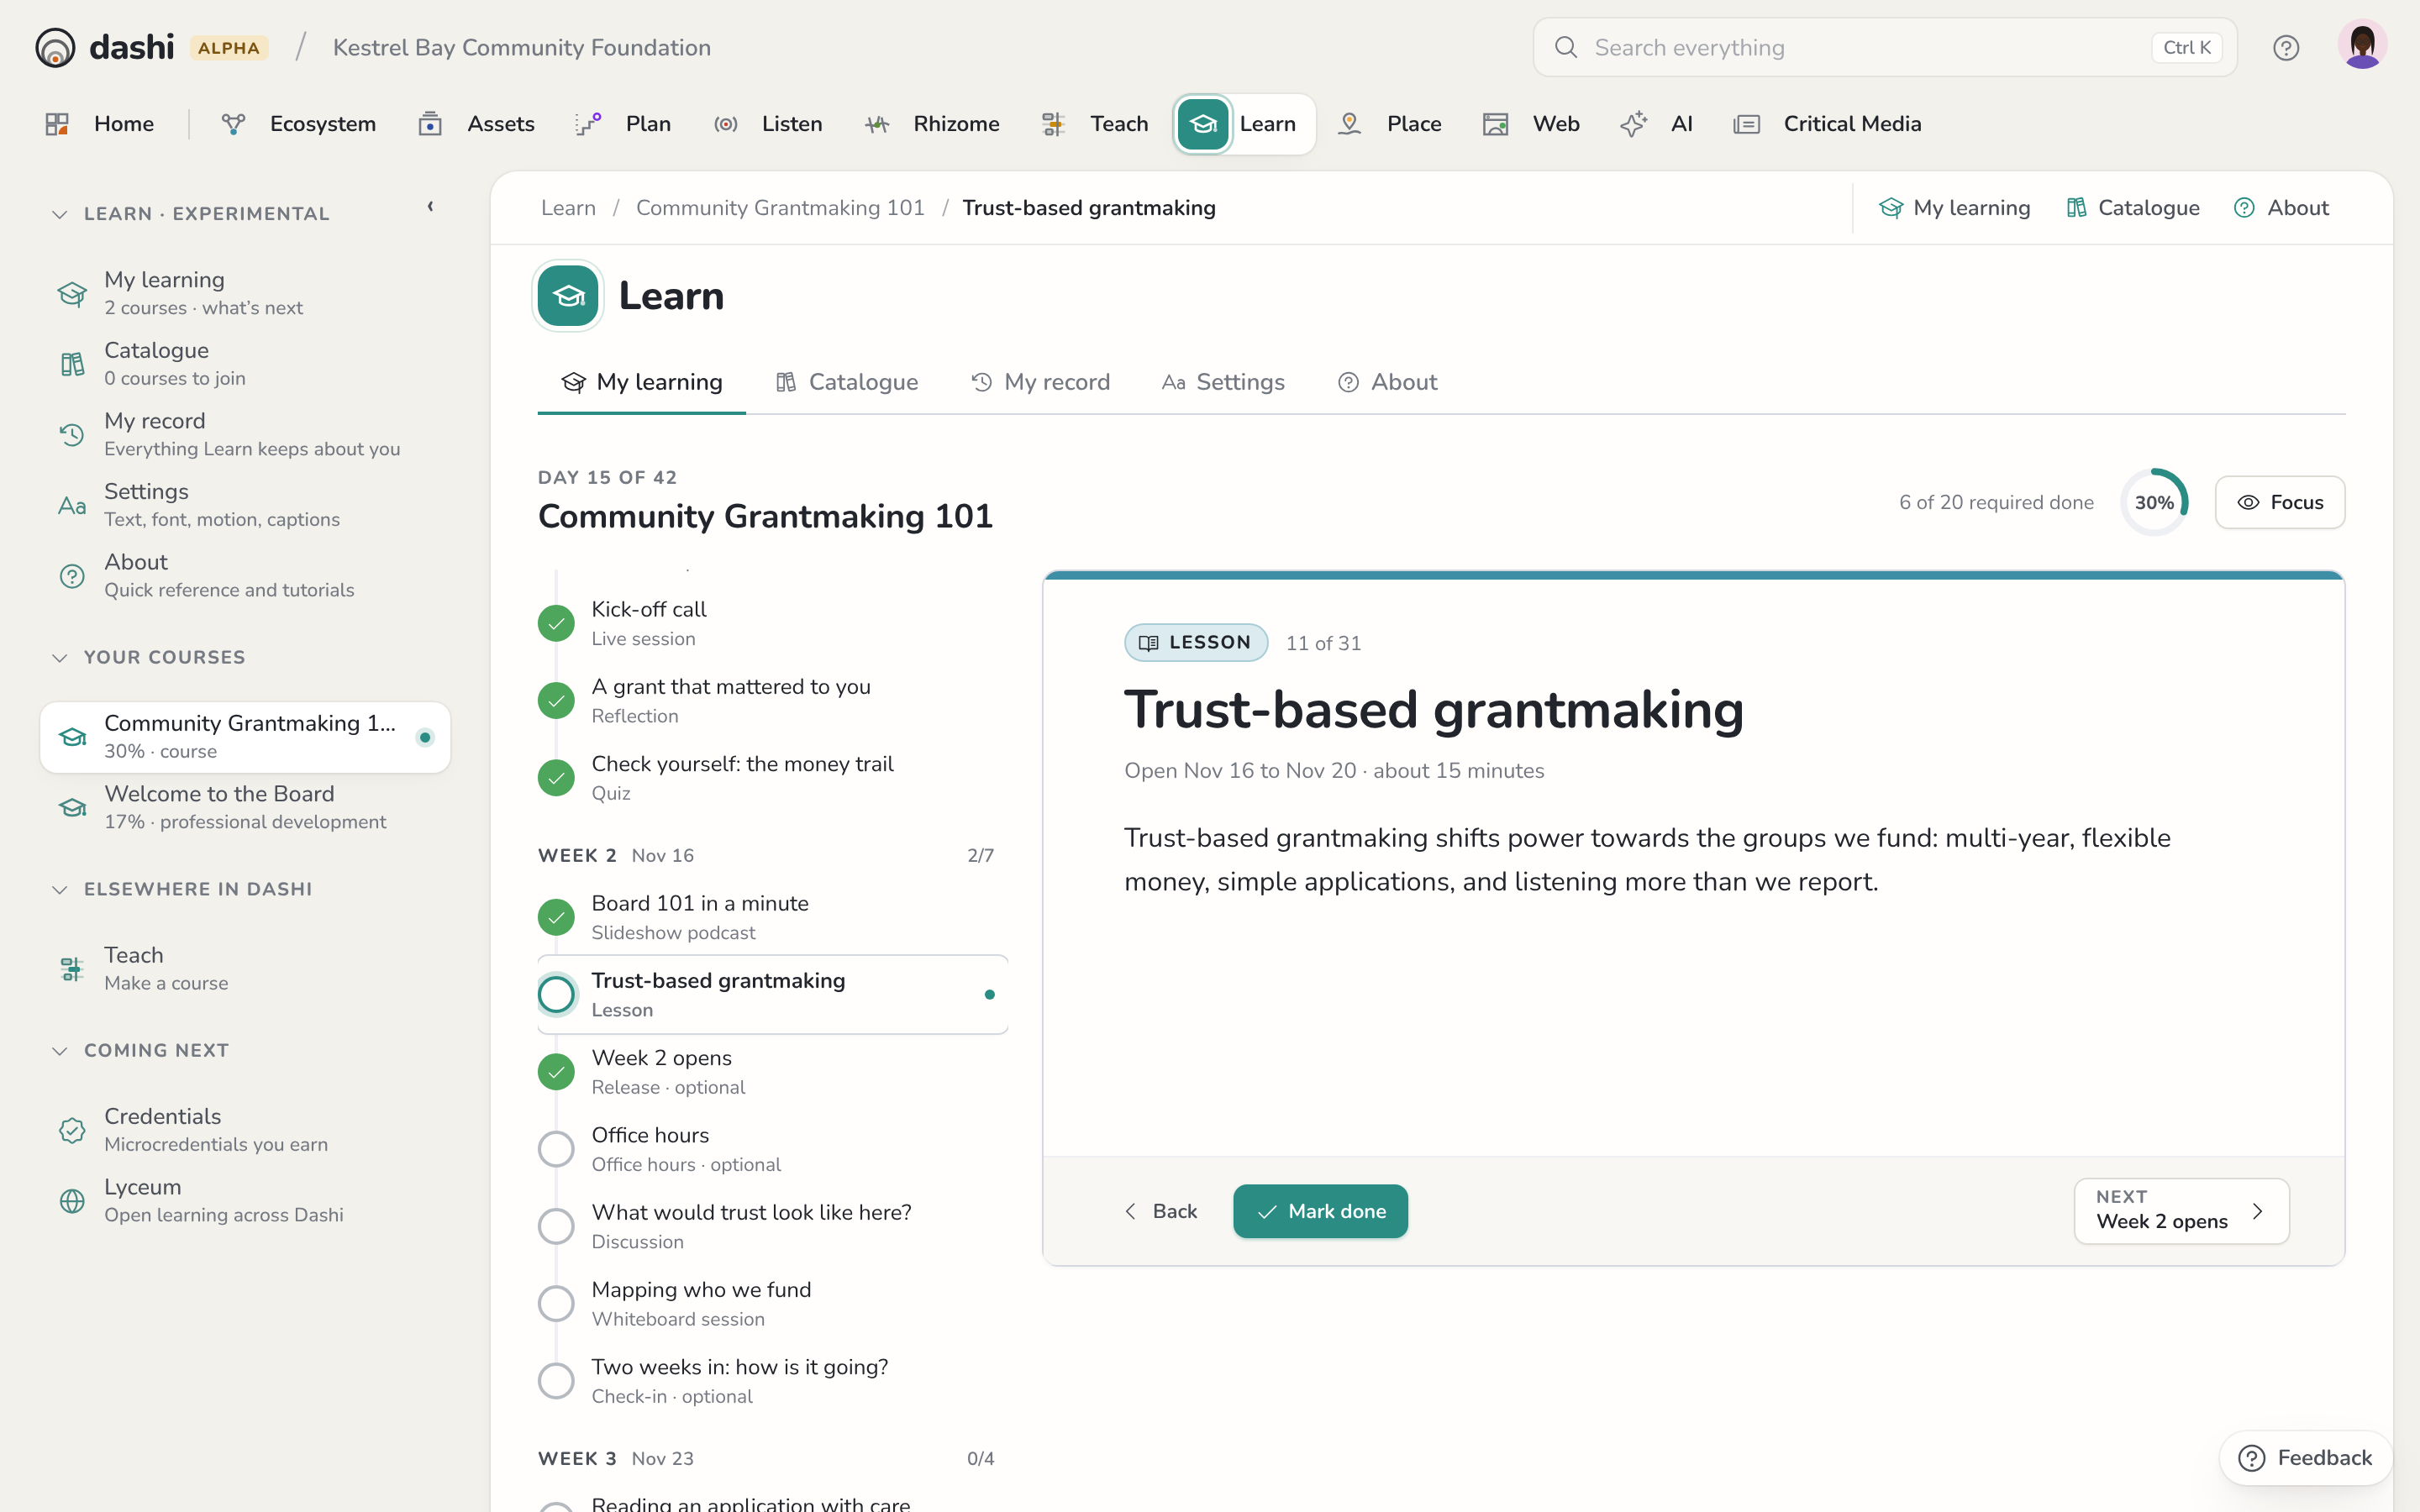 dashi ALPHA / Kestrel Bay Community Foundation
Search everything Ctrl K
Home Ecosystem Assets Plan Listen Rhizome Teach Learn Place Web AI Critical Media
LEARN · EXPERIMENTAL
My learning
2 courses · what's next
Catalogue
0 courses to join
My record
Everything Learn keeps about you
Aa Settings
Text, font, motion, captions
About
Quick reference and tutorials
YOUR COURSES
Community Grantmaking 1...
30% · course
Welcome to the Board
17% · professional development
ELSEWHERE IN DASHI
Teach
Make a course
COMING NEXT
Credentials
Microcredentials you earn
Lyceum
Open learning across Dashi
Learn / Community Grantmaking 101 / Trust-based grantmaking
My learning Catalogue About
Learn
My learning Catalogue My record Aa Settings About
DAY 15 OF 42
Community Grantmaking 101
6 of 20 required done 30% Focus
Kick-off call
Live session
A grant that mattered to you
Reflection
Check yourself: the money trail
Quiz
WEEK 2 Nov 16 2/7
Board 101 in a minute
Slideshow podcast
Trust-based grantmaking
Lesson
Week 2 opens
Release · optional
Office hours
Office hours · optional
What would trust look like here?
Discussion
Mapping who we fund
Whiteboard session
Two weeks in: how is it going?
Check-in · optional
WEEK 3 Nov 23 0/4
Reading an application with care
LESSON 11 of 31
Trust-based grantmaking
Open Nov 16 to Nov 20 · about 15 minutes
Trust-based grantmaking shifts power towards the groups we fund: multi-year, flexible
money, simple applications, and listening more than we report.
Back Mark done
NEXT
Week 2 opens
Feedback